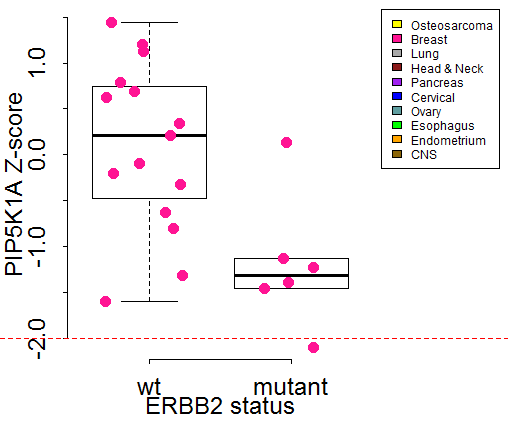 Osteosarcoma
Breast
Lung
Head & Neck
Pancreas
Cervical
Ovary
Esophagus
Endometrium
CNS
PIP5K1A Z-score
1.0
0.0
-1.0
-2.0
wt mutant
ERBB2 status